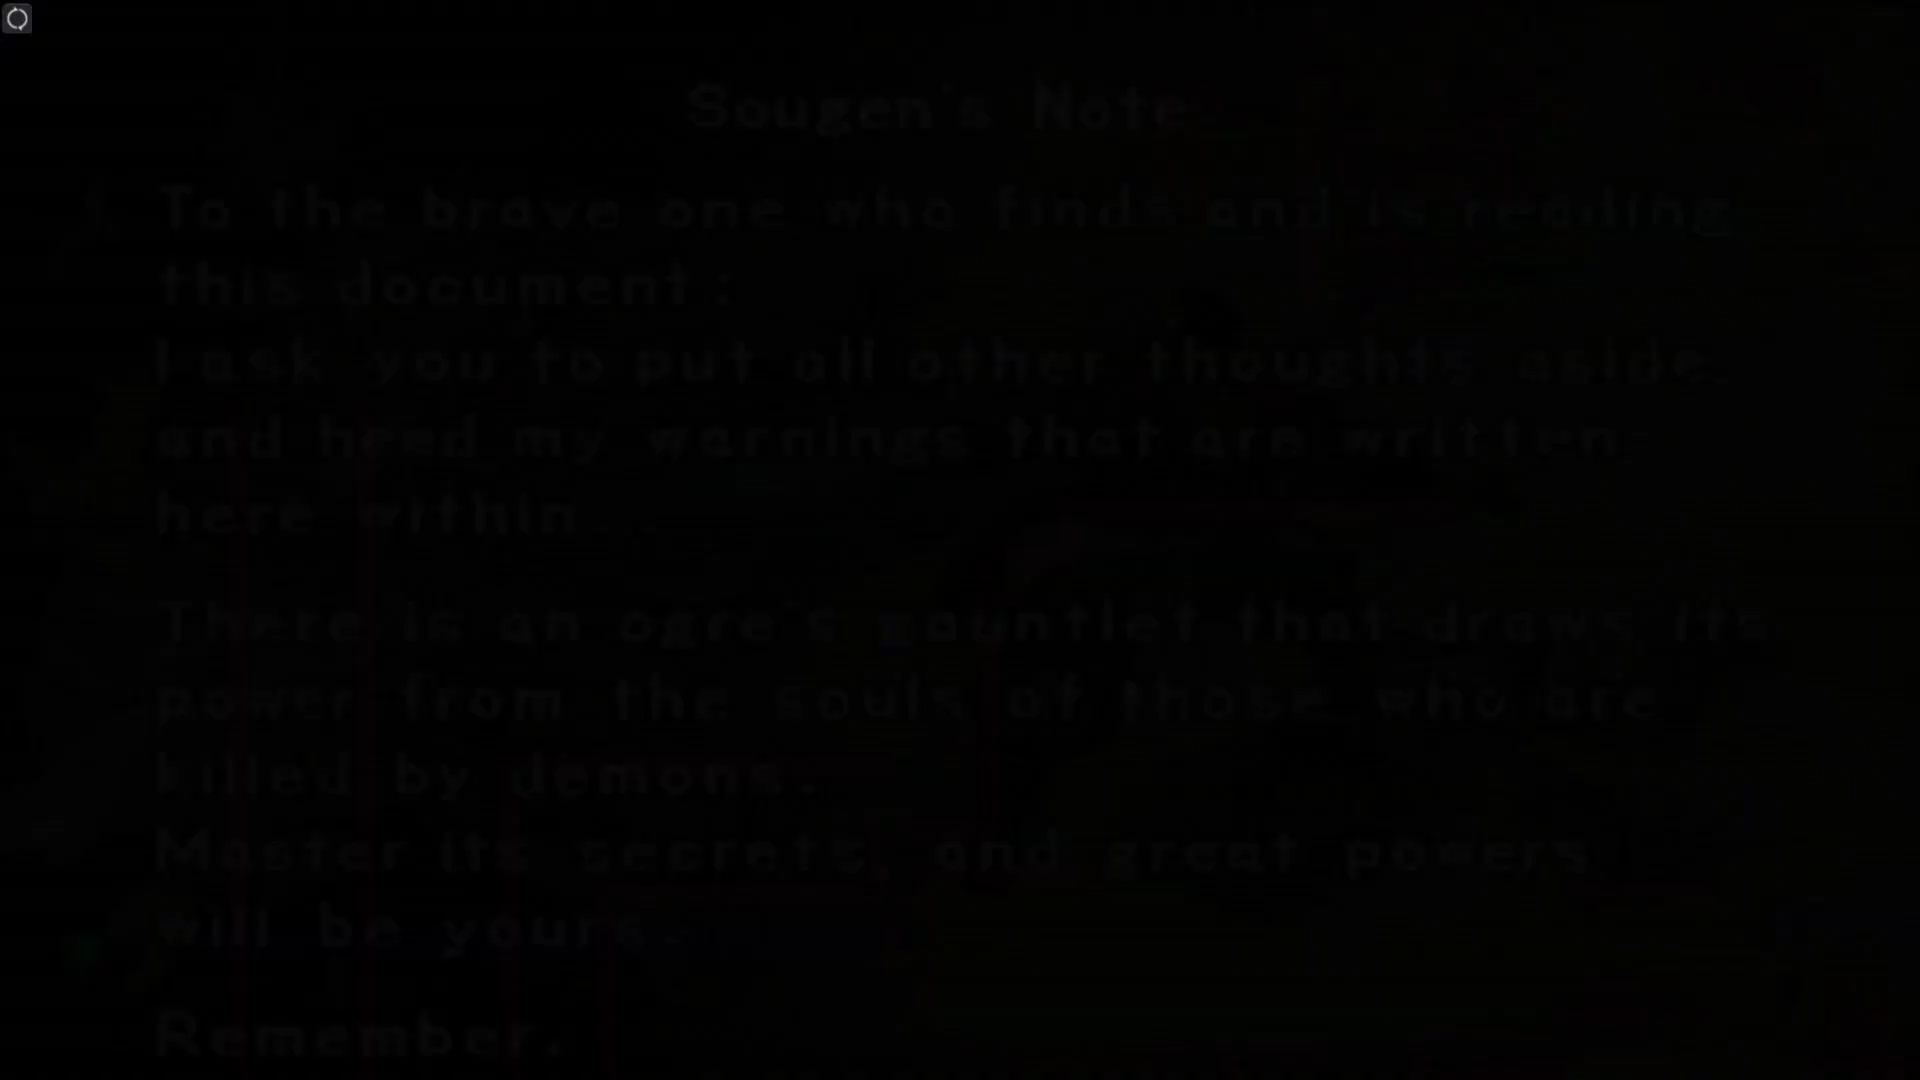 Sougen's Note
To the brave one who finds and is reading
this document:
I ask you to put all other thoughts aside,
and heed my warnings that are written
here within.
There is an ogre's gauntlet that draws its
power from the souls of those who are
killed by demons.
Master its secrets, and great powers
will be yours.
Remember,